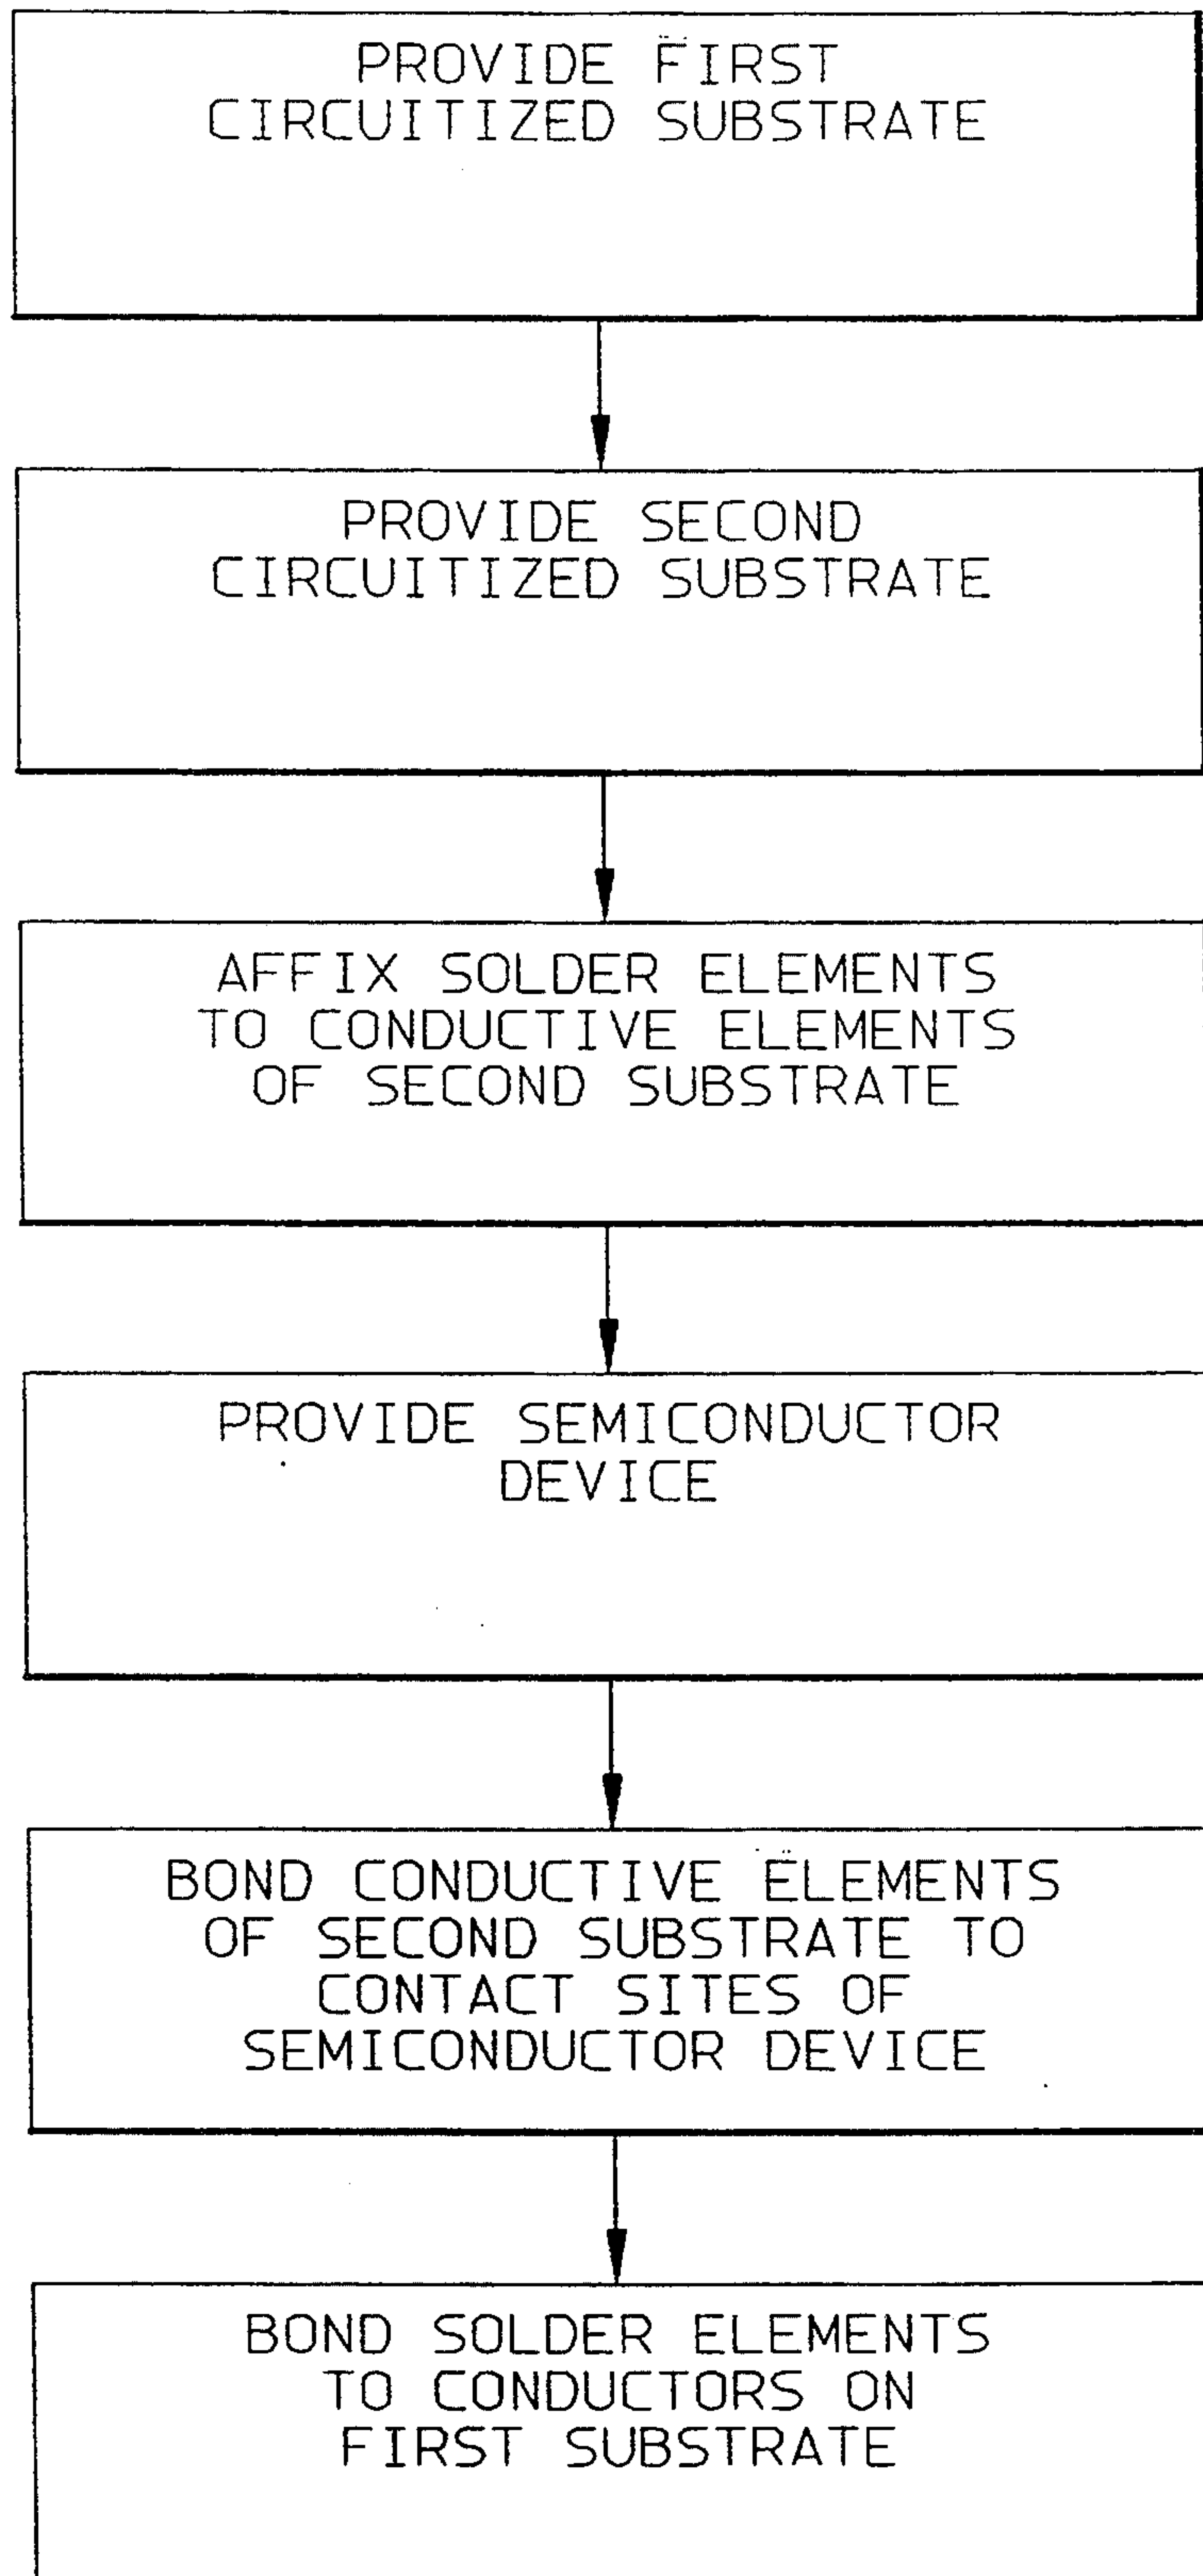 PROVIDE FIRST
CIRCUITIZED SUBSTRATE
PROVIDE SECOND
CIRCUITIZED SUBSTRATE
AFFIX SOLDER ELEMENTS
TO CONDUCTIVE ELEMENTS
OF SECOND SUBSTRATE
PROVIDE SEMICONDUCTOR
DEVICE
BOND CONDUCTIVE ELEMENTS
OF SECOND SUBSTRATE TO
CONTACT SITES OF
SEMICONDUCTOR DEVICE
BOND SOLDER ELEMENTS
TO CONDUCTORS ON
FIRST SUBSTRATE